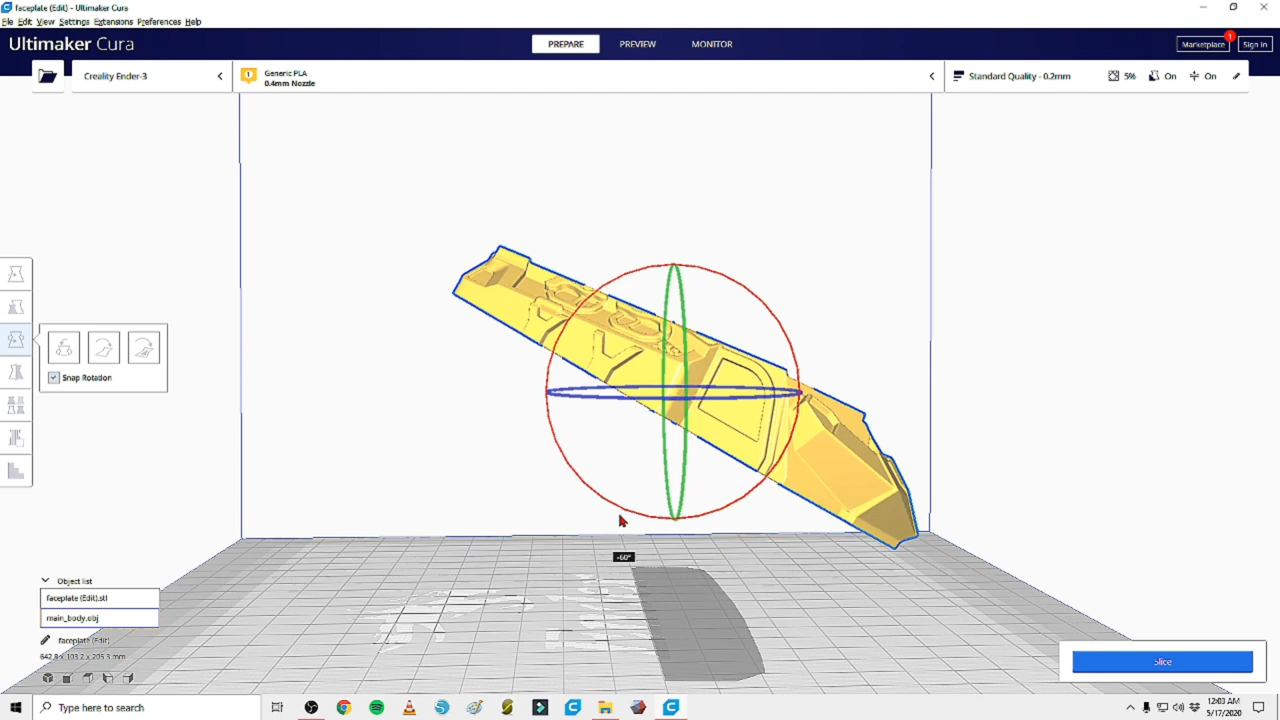 faceplate (Edit) - Ultimaker Cura
File Edit View Settings Extensions Preferences Help
Ultimaker Cura
PREPARE
PREVIEW
MONITOR
Marketplace
1
Sign in
Creality Ender-3
1
Generic PLA
0.4mm Nozzle
Standard Quality - 0.2mm
5%
On
On
Snap Rotation
-60°
Object list
faceplate (Edit).stl
main_body.obj
faceplate (Edit)
642.8 x 103.2 x 205.3 mm
Slice
Type here to search
12:03 AM
5/17/2020